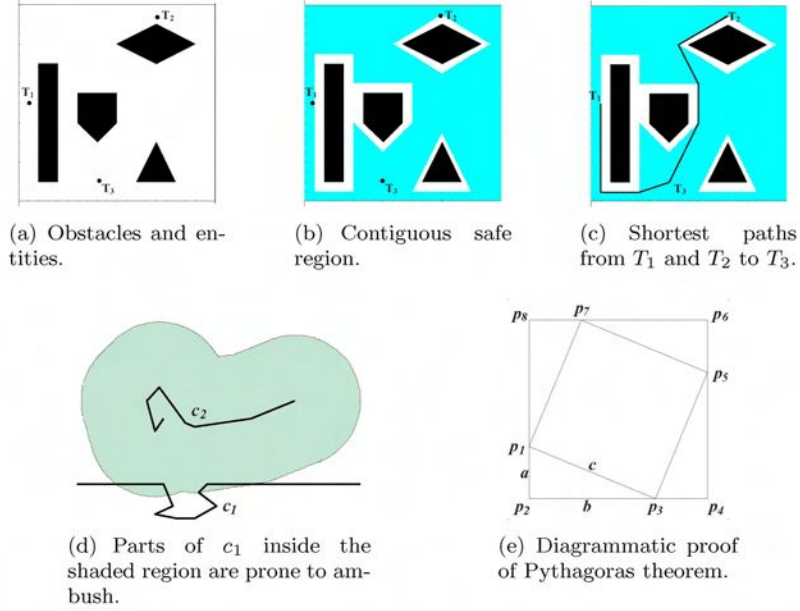 T₂
T₁
T₃
T₂
T₁
T₃
T₂
T₁
T₃
(a) Obstacles and en-
tities.
(b) Contiguous safe
region.
(c) Shortest paths
from T₁ and T₂ to T₃.
c₂
c₁
(d) Parts of c₁ inside the
shaded region are prone to am-
bush.
p₈ p₇ p₆
p₅
p₁
a c
p₂ b p₃ p₄
(e) Diagrammatic proof
of Pythagoras theorem.